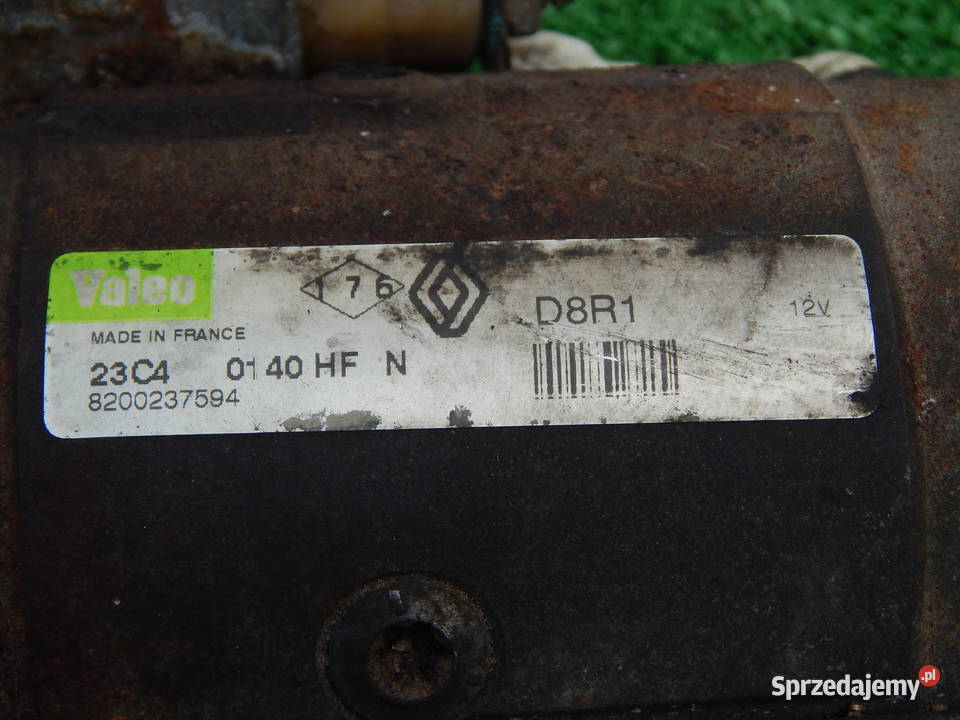 Valeo
176
D8R1
12V
MADE IN FRANCE
23C4 0140 HF N
8200237594
Sprzedajemy.pl